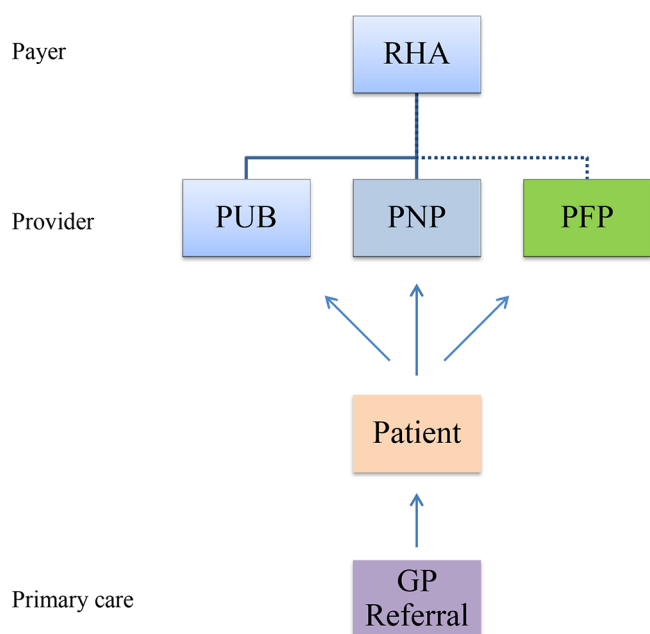 Payer
RHA
Provider
PUB
PNP
PFP
Patient
Primary care
GP
Referral